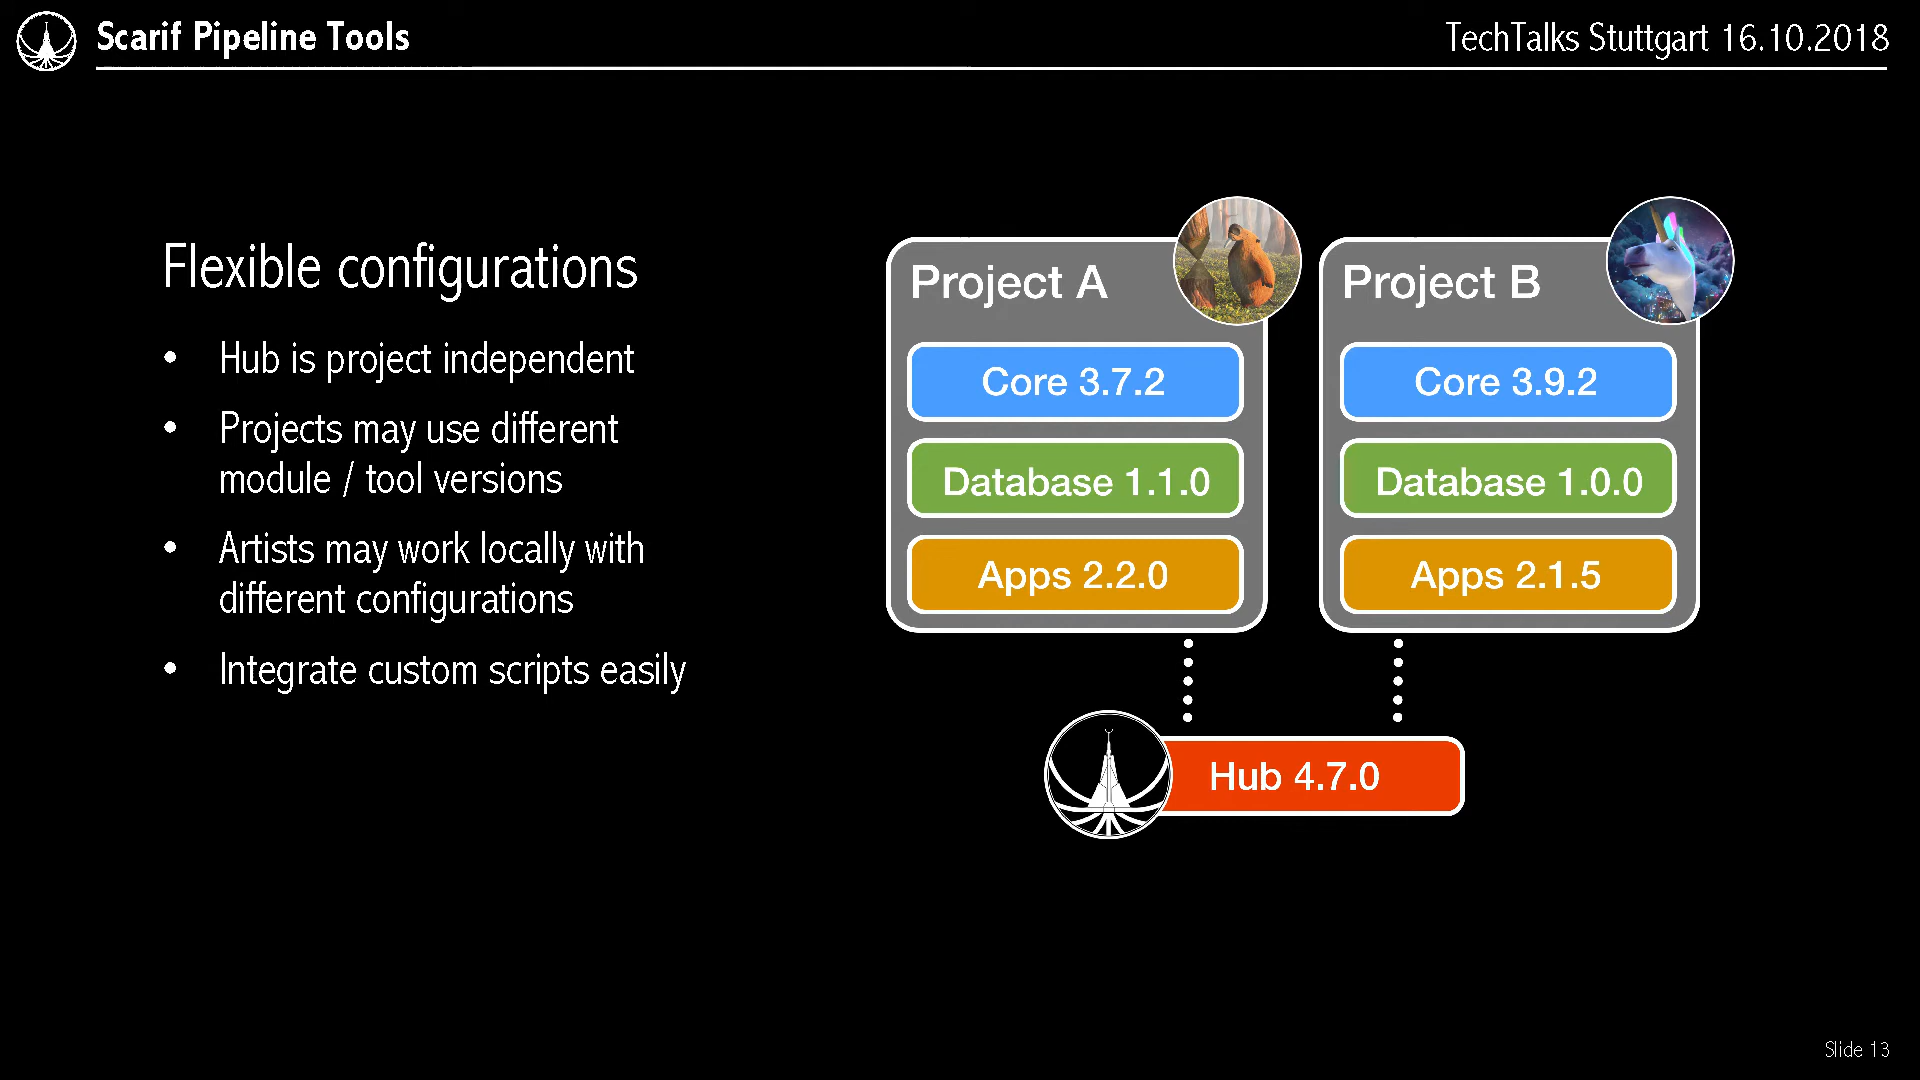 Scarif Pipeline Tools
TechTalks Stuttgart 16.10.2018
Flexible configurations
• Hub is project independent
• Projects may use different
module / tool versions
• Artists may work locally with
different configurations
• Integrate custom scripts easily
Project A
Core 3.7.2
Database 1.1.0
Apps 2.2.0
Project B
Core 3.9.2
Database 1.0.0
Apps 2.1.5
Hub 4.7.0
Slide 13